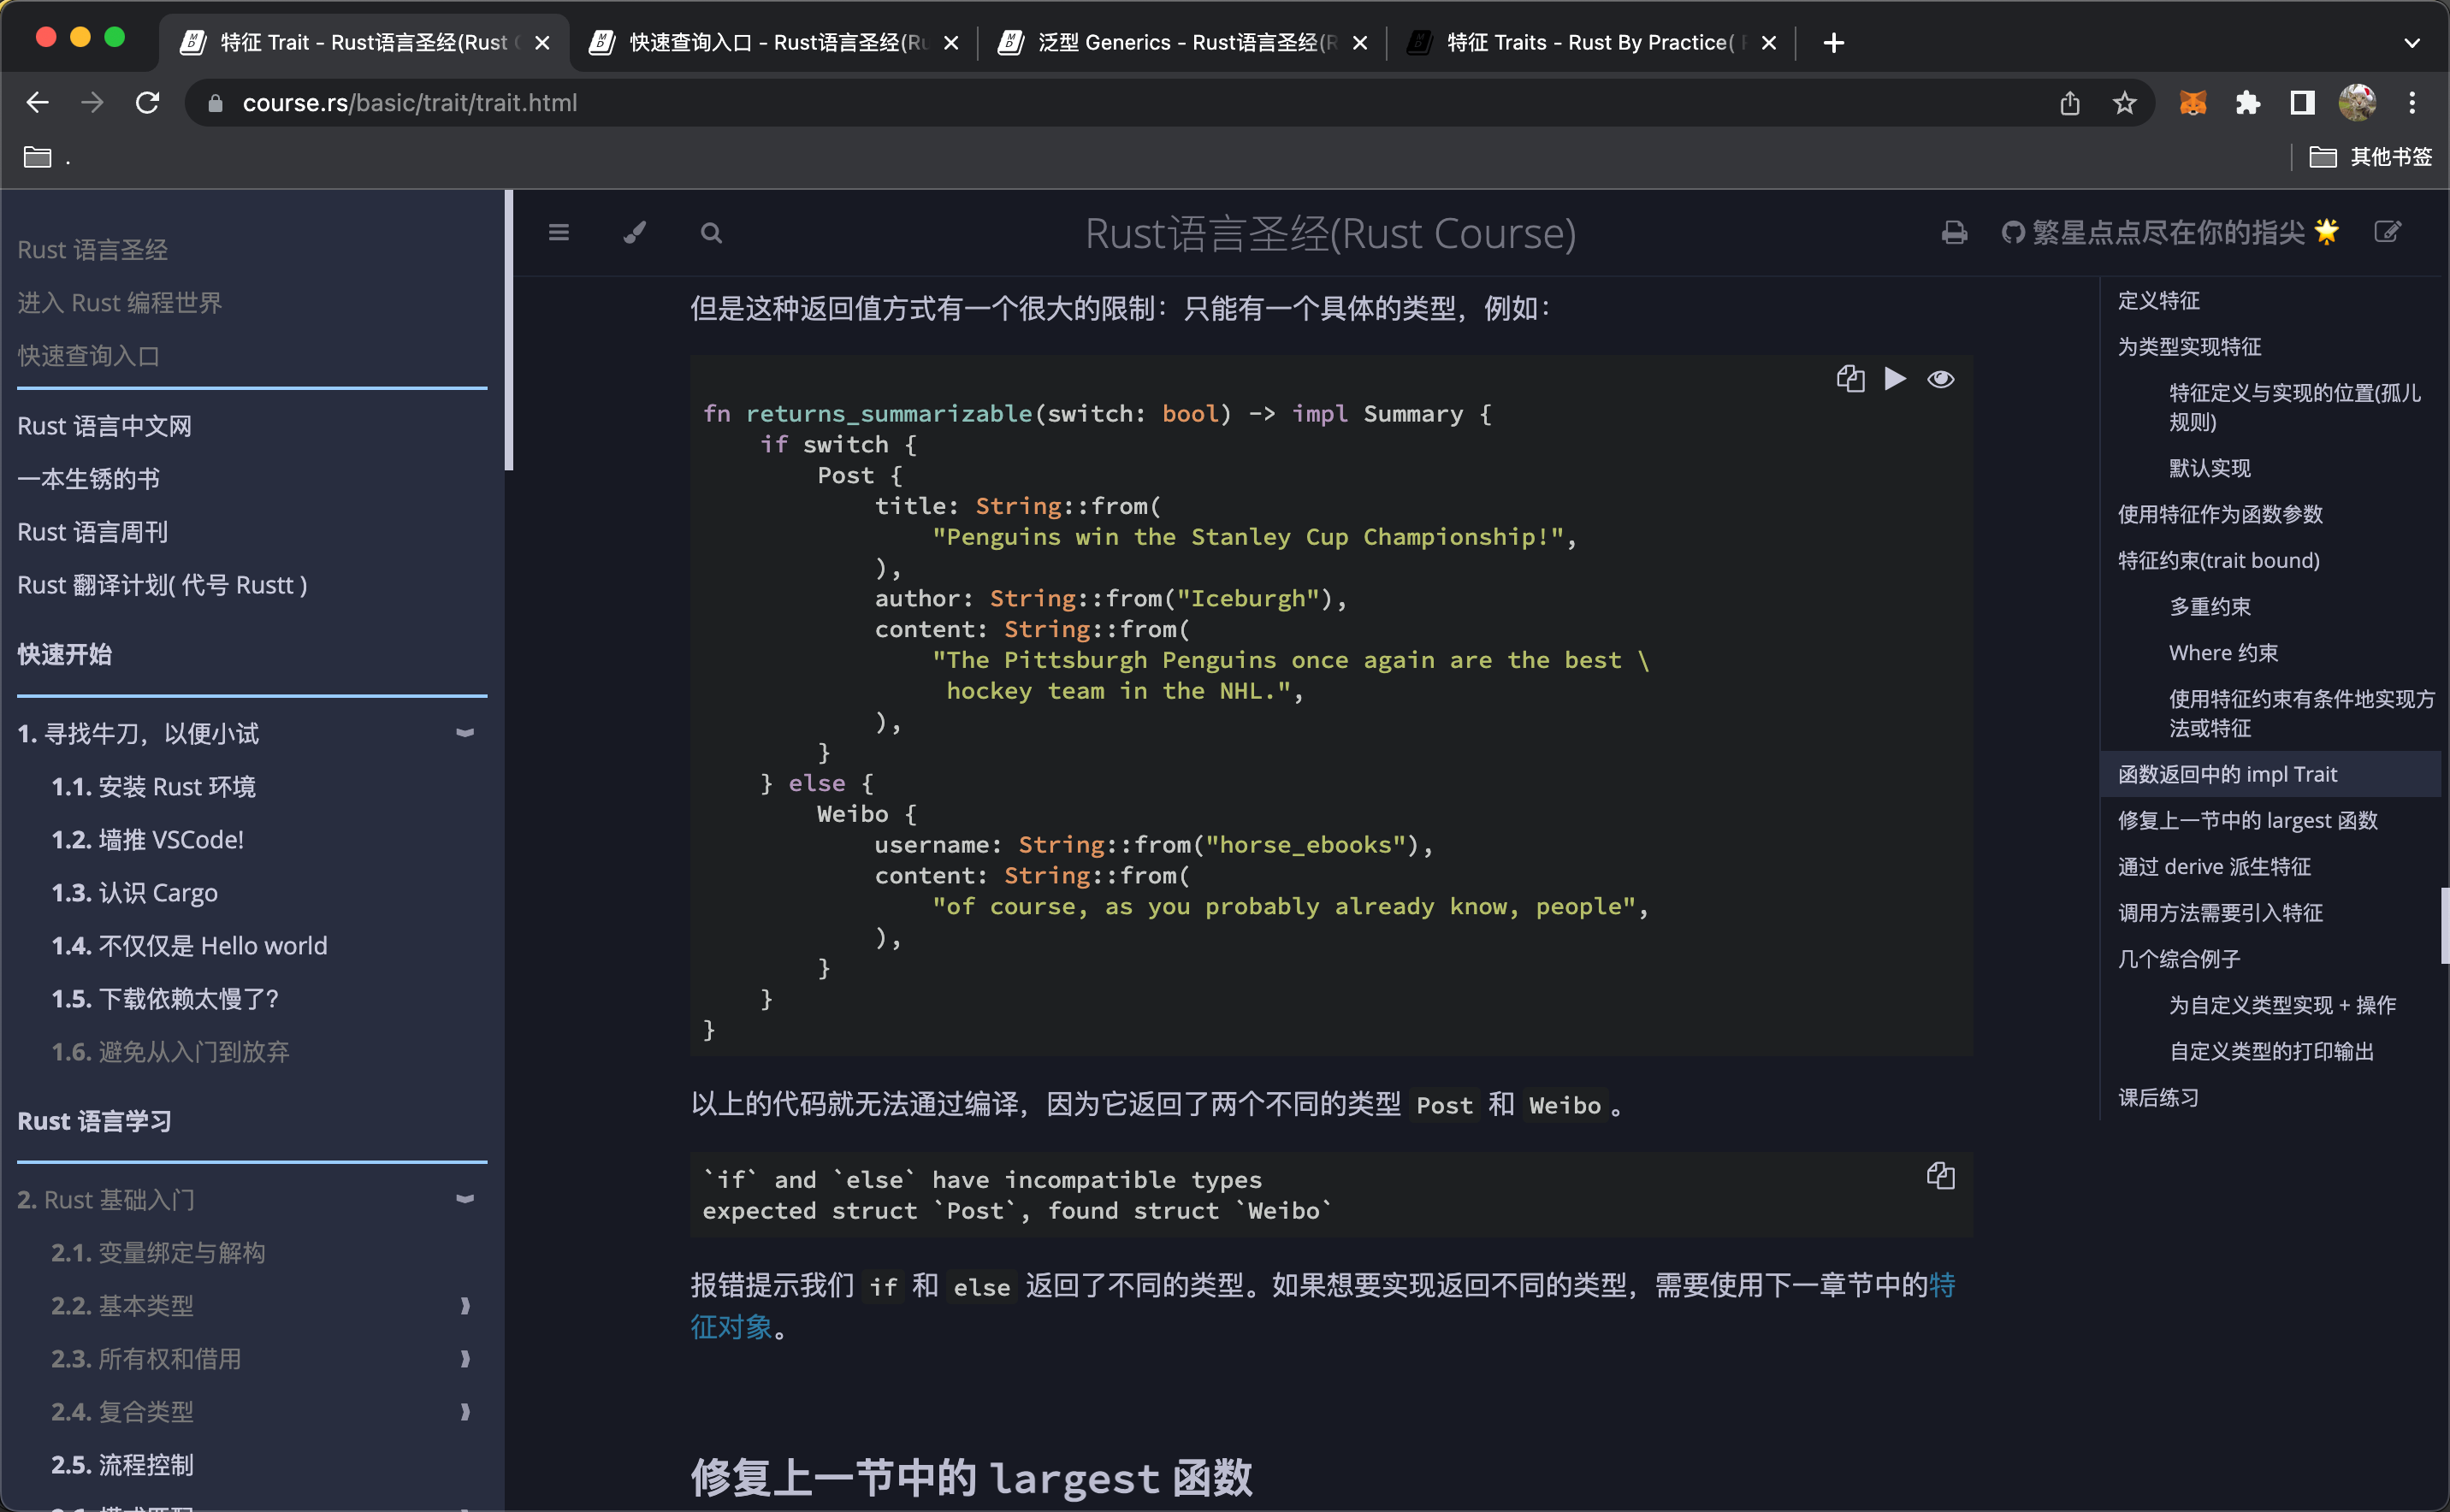 特征 Trait - Rust语言圣经(Rust
快速查询入口 - Rust语言圣经(Ru
泛型 Generics - Rust语言圣经(R
特征 Traits - Rust By Practice(
course.rs/basic/trait/trait.html
.
其他书签
Rust 语言圣经
进入 Rust 编程世界
快速查询入口
Rust 语言中文网
一本生锈的书
Rust 语言周刊
Rust 翻译计划( 代号 Rustt )
快速开始
1. 寻找牛刀，以便小试
1.1. 安装 Rust 环境
1.2. 墙推 VSCode!
1.3. 认识 Cargo
1.4. 不仅仅是 Hello world
1.5. 下载依赖太慢了？
1.6. 避免从入门到放弃
Rust 语言学习
2. Rust 基础入门
2.1. 变量绑定与解构
2.2. 基本类型
2.3. 所有权和借用
2.4. 复合类型
2.5. 流程控制
Rust语言圣经(Rust Course)
繁星点点尽在你的指尖 🌟
但是这种返回值方式有一个很大的限制：只能有一个具体的类型，例如：
fn returns_summarizable(switch: bool) -> impl Summary {
    if switch {
        Post {
            title: String::from(
                "Penguins win the Stanley Cup Championship!",
            ),
            author: String::from("Iceburgh"),
            content: String::from(
                "The Pittsburgh Penguins once again are the best \
                 hockey team in the NHL.",
            ),
        }
    } else {
        Weibo {
            username: String::from("horse_ebooks"),
            content: String::from(
                "of course, as you probably already know, people",
            ),
        }
    }
}
以上的代码就无法通过编译，因为它返回了两个不同的类型 Post 和 Weibo 。
`if` and `else` have incompatible types
expected struct `Post`, found struct `Weibo`
报错提示我们 if 和 else 返回了不同的类型。如果想要实现返回不同的类型，需要使用下一章节中的特
征对象。
修复上一节中的 largest 函数
定义特征
为类型实现特征
特征定义与实现的位置(孤儿
规则)
默认实现
使用特征作为函数参数
特征约束(trait bound)
多重约束
Where 约束
使用特征约束有条件地实现方
法或特征
函数返回中的 impl Trait
修复上一节中的 largest 函数
通过 derive 派生特征
调用方法需要引入特征
几个综合例子
为自定义类型实现 + 操作
自定义类型的打印输出
课后练习